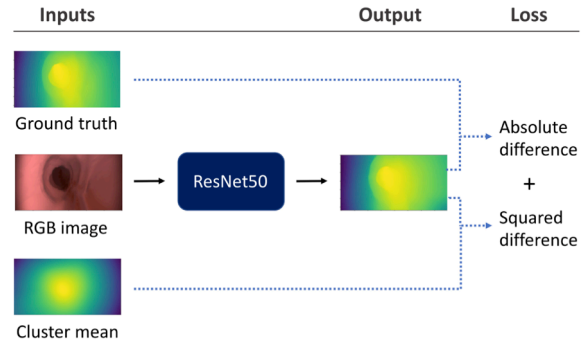 Inputs
Output
Loss
Ground truth
RGB image
ResNet50
Cluster mean
Absolute
difference
+
Squared
difference